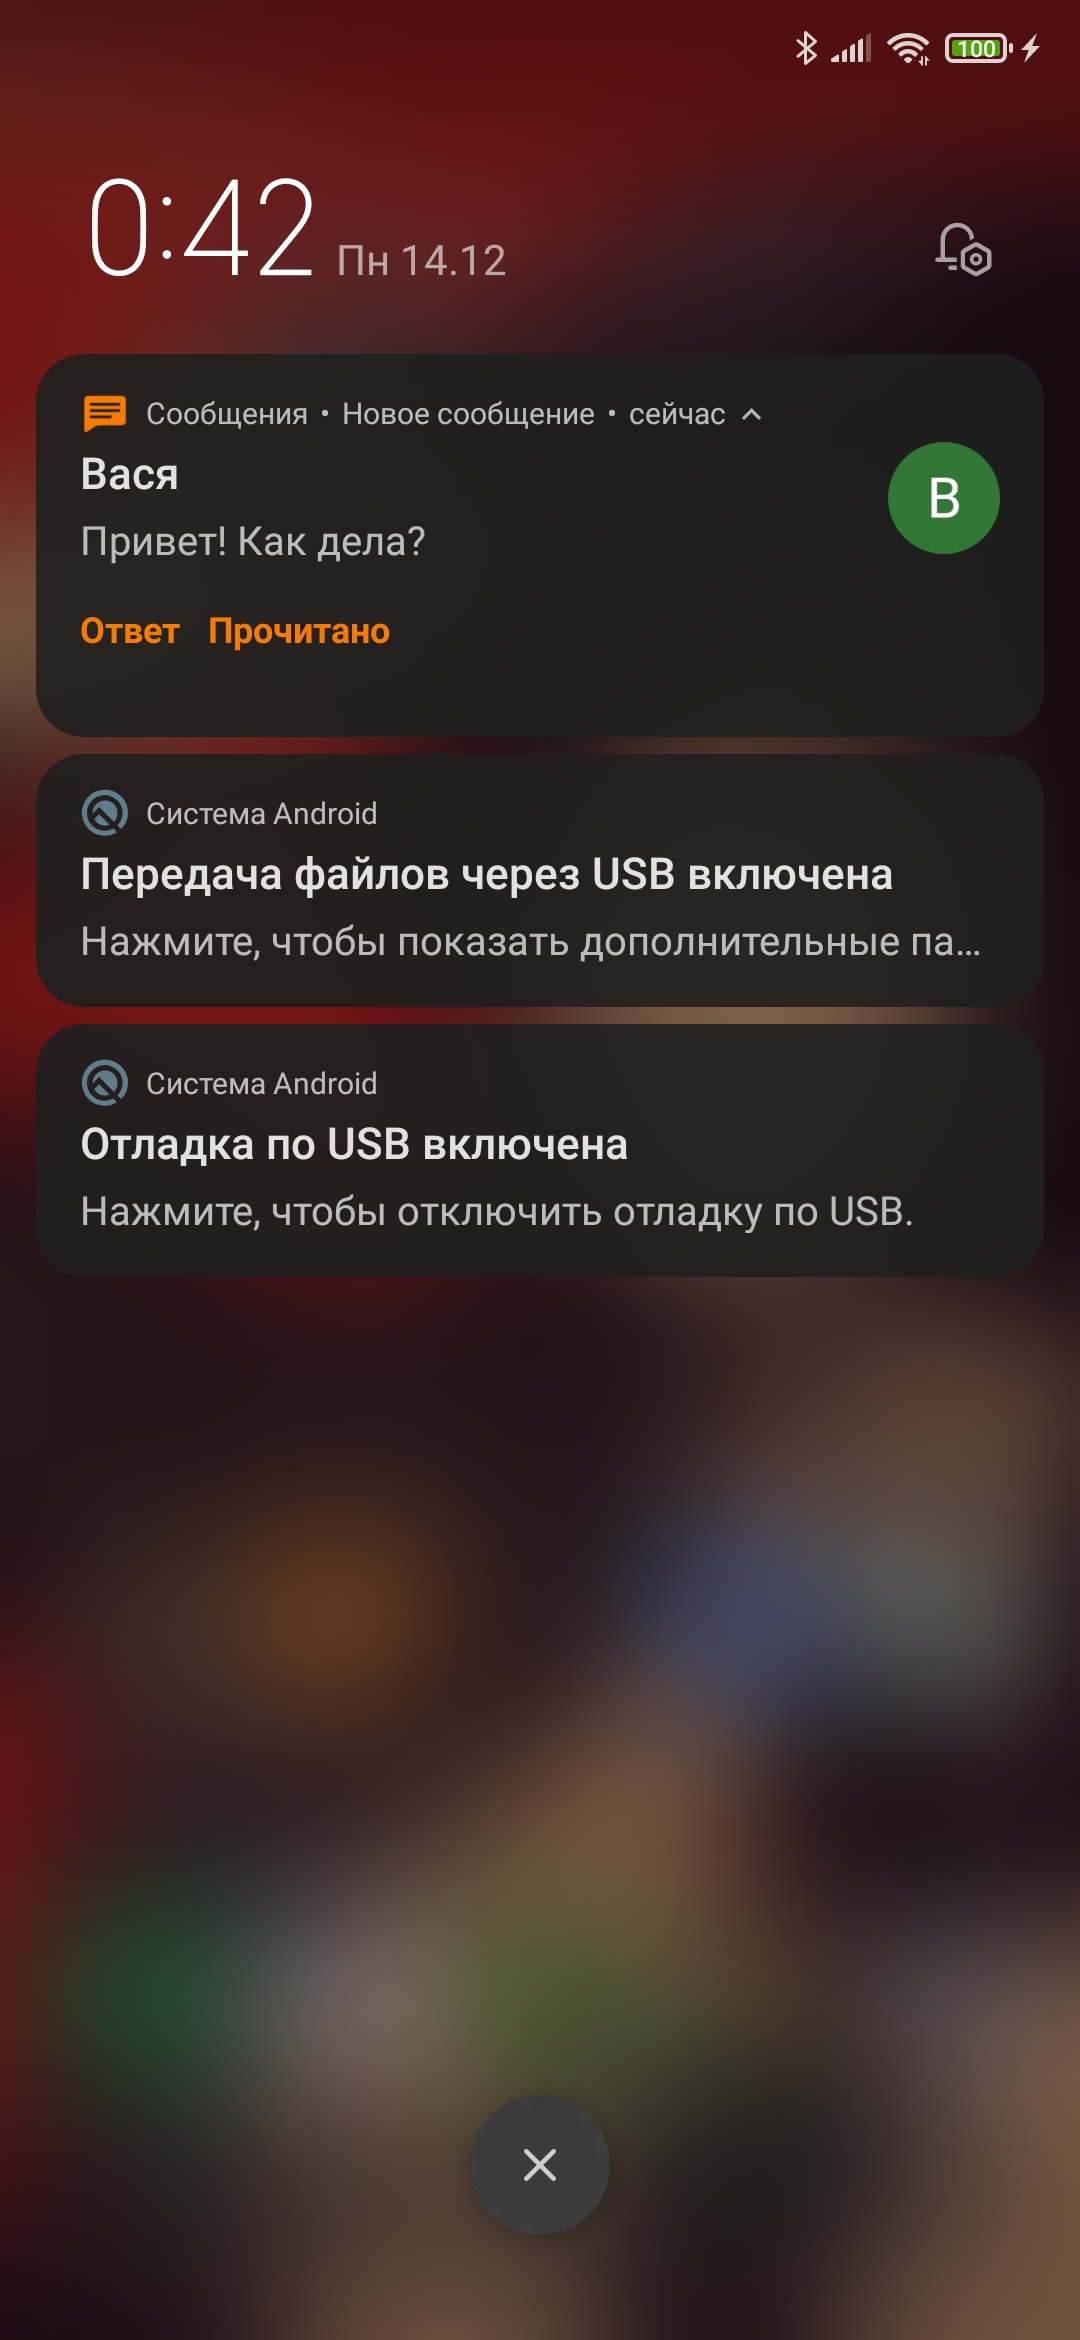 100
0:42 Пн 14.12
Сообщения • Новое сообщение • сейчас
Вася
В
Привет! Как дела?
Ответ Прочитано
Система Android
Передача файлов через USB включена
Нажмите, чтобы показать дополнительные па...
Система Android
Отладка по USB включена
Нажмите, чтобы отключить отладку по USB.